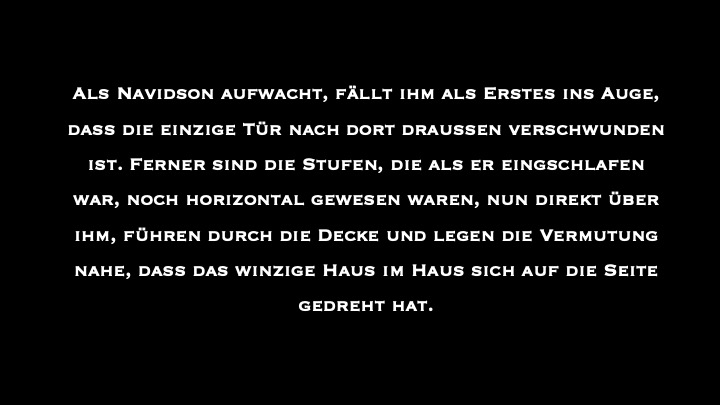 Als Navidson aufwacht, fällt ihm als Erstes ins Auge,
dass die einzige Tür nach dort draussen verschwunden
ist. Ferner sind die Stufen, die als er eingschlafen
war, noch horizontal gewesen waren, nun direkt über
ihm, führen durch die Decke und legen die Vermutung
nahe, dass das winzige Haus im Haus sich auf die Seite
gedreht hat.